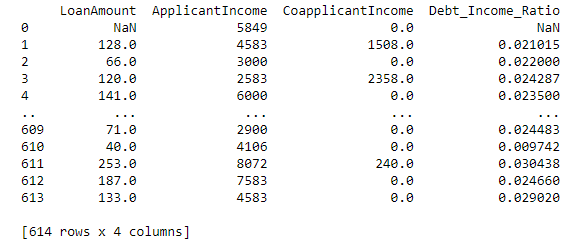 LoanAmount ApplicantIncome CoapplicantIncome Debt_Income_Ratio
0 NaN 5849 0.0 NaN
1 128.0 4583 1508.0 0.021015
2 66.0 3000 0.0 0.022000
3 120.0 2583 2358.0 0.024287
4 141.0 6000 0.0 0.023500
.. ... ... ... ...
609 71.0 2900 0.0 0.024483
610 40.0 4106 0.0 0.009742
611 253.0 8072 240.0 0.030438
612 187.0 7583 0.0 0.024660
613 133.0 4583 0.0 0.029020
[614 rows x 4 columns]